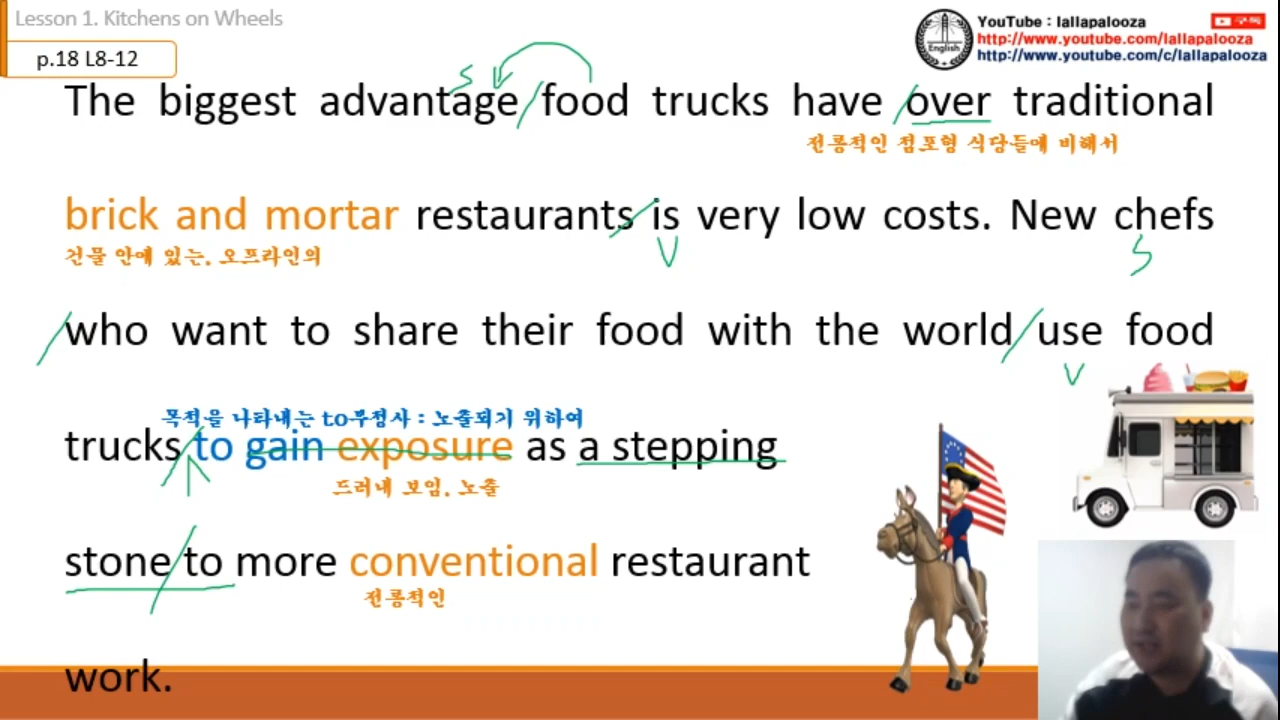 Lesson 1. Kitchens on Wheels
YouTube : lallapalooza
구독
http://www.youtube.com/lallapalooza
http://www.youtube.com/c/lallapalooza
English
p.18 L8-12
S
The biggest advantage food trucks have over traditional
전통적인 점포형 식당들에 비해서
brick and mortar restaurants is very low costs. New chefs
건물 안에 있는, 오프라인의
V
S
who want to share their food with the world use food
V
목적을 나타내는 to부정사 : 노출되기 위하여
trucks to gain exposure as a stepping
드러내 보임, 노출
stone to more conventional restaurant
전통적인
work.